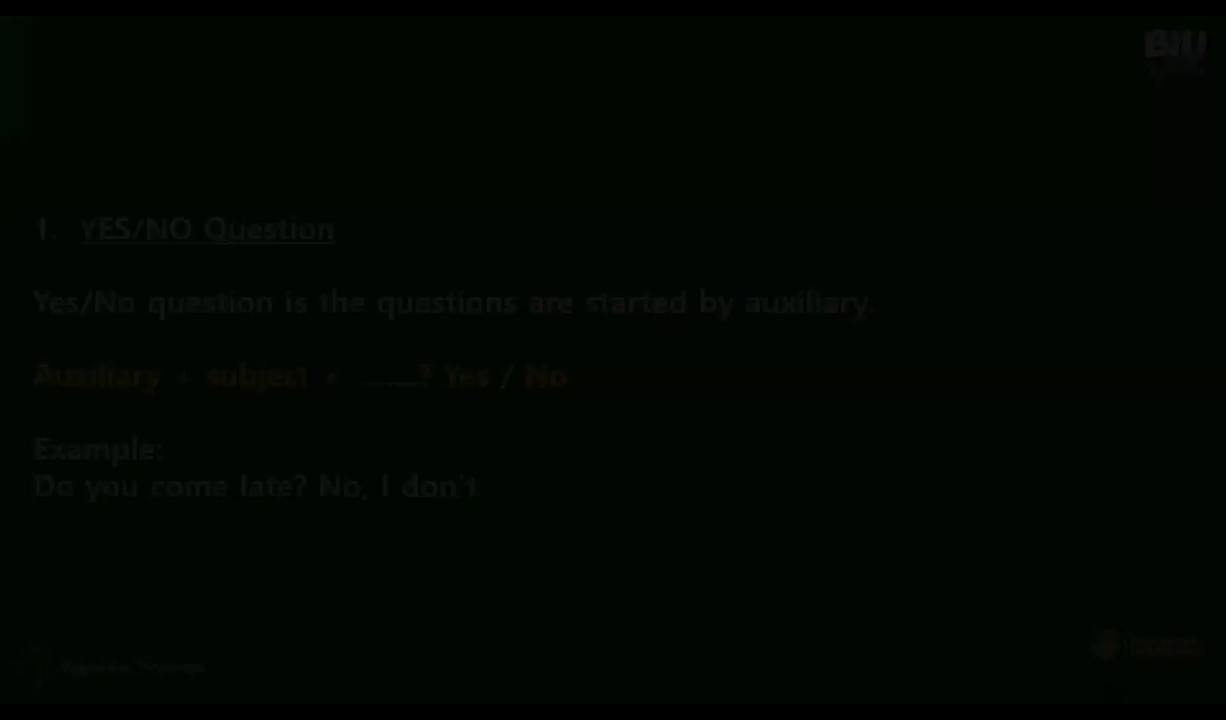 BIU
1. YES/NO Question
Yes/No question is the questions are started by auxiliary.
Auxiliary + subject + ......? Yes / No
Example:
Do you come late? No, I don't